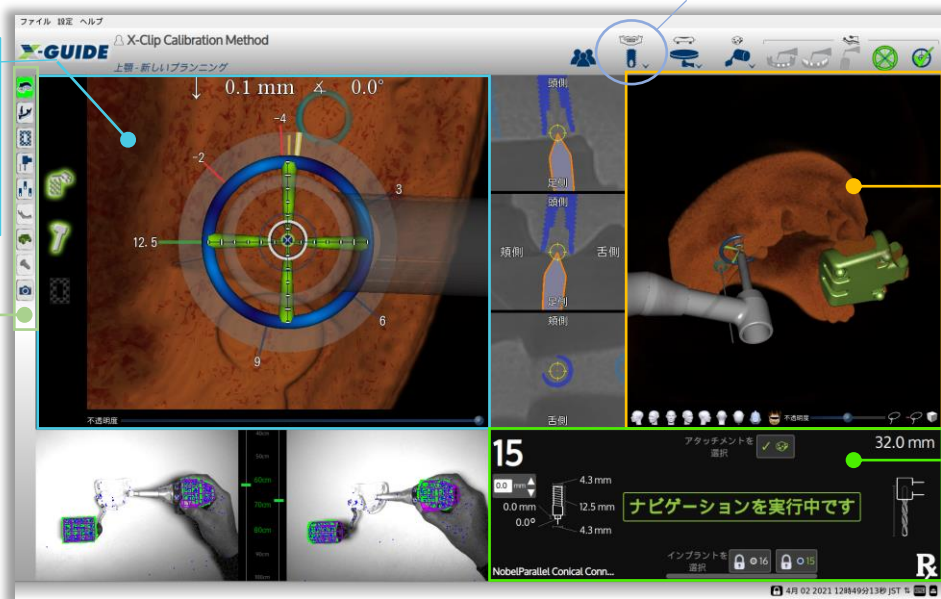 ファイル 設定 ヘルプ
X-GUIDE
X-Clip Calibration Method
上顎 - 新しいプランニング
0.1 mm
0.0°
-4
-2
3
12.5
6
9
不透明度
頭側
足側
頭側
頬側
舌側
足側
頬側
舌側
不透明度
40cm
50cm
60cm
70cm
80cm
90cm
100cm
15
アタッチメントを
選択
32.0 mm
0.0 mm
4.3 mm
0.0 mm
12.5 mm
ナビゲーションを実行中です
0.0°
4.3 mm
インプラントを
選択
16
15
NobelParallel Conical Conn...
Rx
4月 02 2021 12時49分13秒 JST